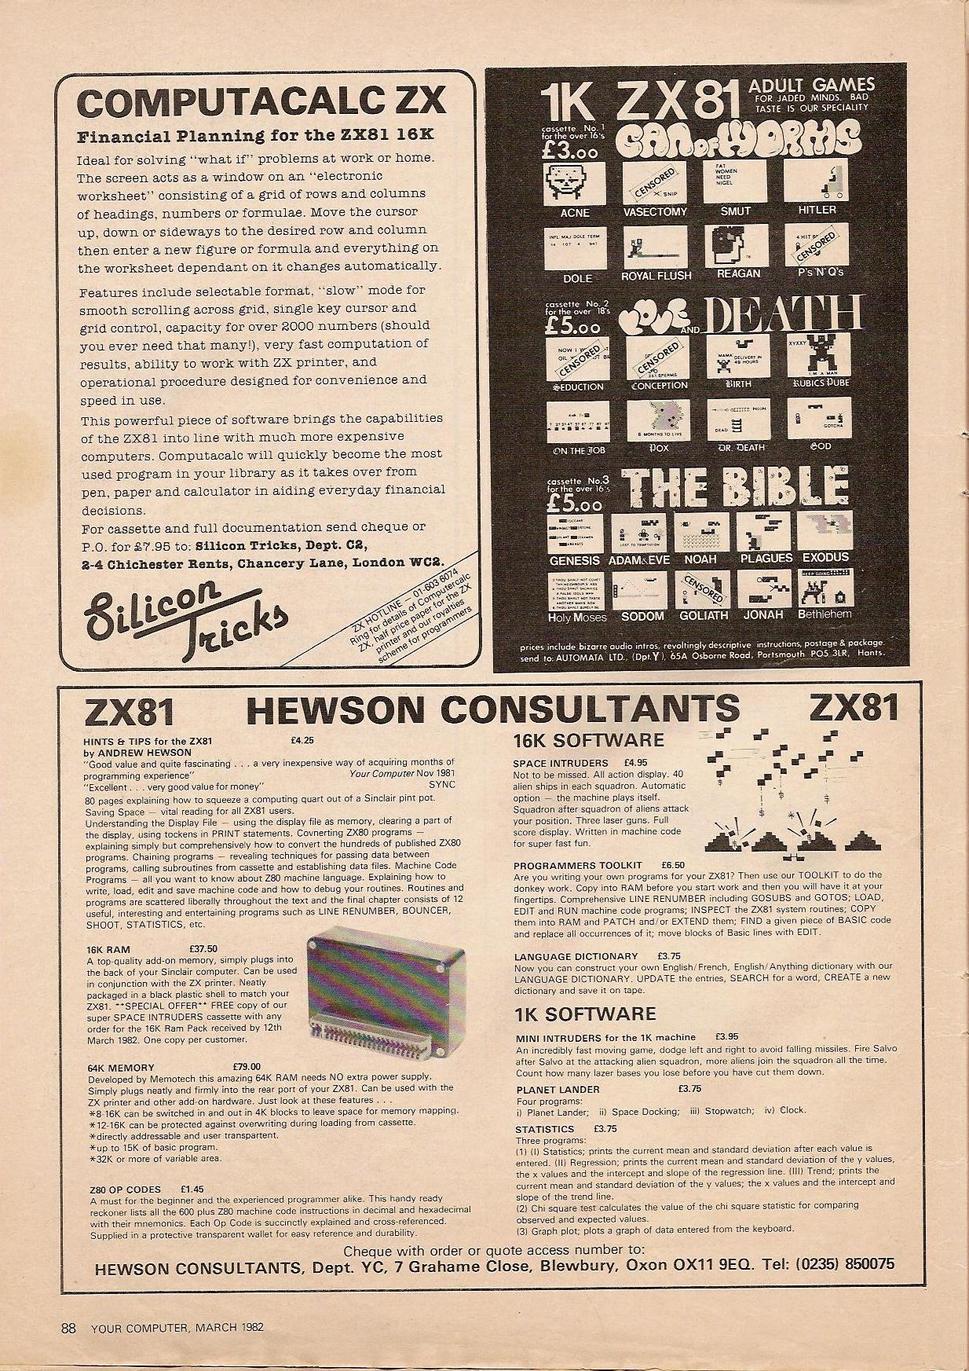 COMPUTACALC ZX
Financial Planning for the ZX81 16K
Ideal for solving "what if" problems at work or home.
The screen acts as a window on an "electronic
worksheet" consisting of a grid of rows and columns
of headings, numbers or formulae. Move the cursor
up, down or sideways to the desired row and column
then enter a new figure or formula and everything on
the worksheet dependant on it changes automatically.
Features include selectable format, "slow" mode for
smooth scrolling across grid, single key cursor and
grid control, capacity for over 2000 numbers (should
you ever need that many!), very fast computation of
results, ability to work with ZX printer, and
operational procedure designed for convenience and
speed in use.
This powerful piece of software brings the capabilities
of the ZX81 into line with much more expensive
computers. Computacalc will quickly become the most
used program in your library as it takes over from
pen, paper and calculator in aiding everyday financial
decisions.
For cassette and full documentation send cheque or
P.O. for £7.95 to: Silicon Tricks, Dept. C2,
2-4 Chichester Rents, Chancery Lane, London WC2.
Silicon
Tricks
ZX HOTLINE – 01-603 6074
Ring for details of Computercalc
ZX, half price paper for the ZX
printer and our royalties
scheme for programmers
1K ZX81 ADULT GAMES
FOR JADED MINDS. BAD
TASTE IS OUR SPECIALITY
cassette No. 1
for the over 16's
£3.00
CAN OF WORMS
CENSORED
SNIP
FAT
WOMEN
NEED
NIGEL
ACNE VASECTOMY SMUT HITLER
CENSORED
DOLE ROYAL FLUSH REAGAN P's'N'Q's
cassette No. 2
for the over 18's
£5.00
LOVE AND DEATH
CENSORED
CENSORED
MAMA DELIVERY IN
48 HOURS
XYXXY
I'M A MAN
SEDUCTION CONCEPTION BIRTH RUBICS PUBE
6 MONTHS TO LIVE
DEAD
GOTCHA
ON THE JOB POX DR. DEATH GOD
cassette No.3
for the over 16's
£5.00
THE BIBLE
GENESIS ADAM&EVE NOAH PLAGUES EXODUS
CENSORED
Holy Moses SODOM GOLIATH JONAH Bethlehem
prices include bizarre audio intros, revoltingly descriptive instructions, postage & package.
send to: AUTOMATA LTD., (Dpt.Y), 65A Osborne Road, Portsmouth PO5 3LR, Hants.
ZX81 HEWSON CONSULTANTS ZX81
HINTS & TIPS for the ZX81 £4.25
by ANDREW HEWSON
"Good value and quite fascinating . . . a very inexpensive way of acquiring months of
programming experience" Your Computer Nov 1981
"Excellent . . . very good value for money" SYNC
80 pages explaining how to squeeze a computing quart out of a Sinclair pint pot.
Saving Space — vital reading for all ZX81 users.
Understanding the Display File — using the display file as memory, clearing a part of
the display, using tockens in PRINT statements. Covnerting ZX80 programs —
explaining simply but comprehensively how to convert the hundreds of published ZX80
programs. Chaining programs — revealing techniques for passing data between
programs, calling subroutines from cassette and establishing data files. Machine Code
Programs — all you want to know about Z80 machine language. Explaining how to
write, load, edit and save machine code and how to debug your routines. Routines and
programs are scattered liberally throughout the text and the final chapter consists of 12
useful, interesting and entertaining programs such as LINE RENUMBER, BOUNCER,
SHOOT, STATISTICS, etc.
16K RAM £37.50
A top-quality add-on memory, simply plugs into
the back of your Sinclair computer. Can be used
in conjunction with the ZX printer. Neatly
packaged in a black plastic shell to match your
ZX81. **SPECIAL OFFER** FREE copy of our
super SPACE INTRUDERS cassette with any
order for the 16K Ram Pack received by 12th
March 1982. One copy per customer.
64K MEMORY £79.00
Developed by Memotech this amazing 64K RAM needs NO extra power supply.
Simply plugs neatly and firmly into the rear port of your ZX81. Can be used with the
ZX printer and other add-on hardware. Just look at these features . . .
*8-16K can be switched in and out in 4K blocks to leave space for memory mapping.
*12-16K can be protected against overwriting during loading from cassette.
*directly addressable and user transpartent.
*up to 15K of basic program.
*32K or more of variable area.
Z80 OP CODES £1.45
A must for the beginner and the experienced programmer alike. This handy ready
reckoner lists all the 600 plus Z80 machine code instructions in decimal and hexadecimal
with their mnemonics. Each Op Code is succinctly explained and cross-referenced.
Supplied in a protective transparent wallet for easy reference and durability.
16K SOFTWARE
SPACE INTRUDERS £4.95
Not to be missed. All action display. 40
alien ships in each squadron. Automatic
option — the machine plays itself.
Squadron after squadron of aliens attack
your position. Three laser guns. Full
score display. Written in machine code
for super fast fun.
PROGRAMMERS TOOLKIT £6.50
Are you writing your own programs for your ZX81? Then use our TOOLKIT to do the
donkey work. Copy into RAM before you start work and then you will have it at your
fingertips. Comprehensive LINE RENUMBER including GOSUBS and GOTOS; LOAD,
EDIT and RUN machine code programs; INSPECT the ZX81 system routines; COPY
them into RAM and PATCH and/or EXTEND them; FIND a given piece of BASIC code
and replace all occurrences of it; move blocks of Basic lines with EDIT.
LANGUAGE DICTIONARY £3.75
Now you can construct your own English/French, English/Anything dictionary with our
LANGUAGE DICTIONARY. UPDATE the entries, SEARCH for a word, CREATE a new
dictionary and save it on tape.
1K SOFTWARE
MINI INTRUDERS for the 1K machine £3.95
An incredibly fast moving game, dodge left and right to avoid falling missiles. Fire Salvo
after Salvo at the attacking alien squadron, more aliens join the squadron all the time.
Count how many lazer bases you lose before you have cut them down.
PLANET LANDER £3.75
Four programs:
i) Planet Lander; ii) Space Docking; iii) Stopwatch; iv) Clock.
STATISTICS £3.75
Three programs:
(1) (I) Statistics; prints the current mean and standard deviation after each value is
entered. (II) Regression; prints the current mean and standard deviation of the y values,
the x values and the intercept and slope of the regression line. (III) Trend; prints the
current mean and standard deviation of the y values; the x values and the intercept and
slope of the trend line.
(2) Chi square test calculates the value of the chi square statistic for comparing
observed and expected values.
(3) Graph plot; plots a graph of data entered from the keyboard.
Cheque with order or quote access number to:
HEWSON CONSULTANTS, Dept. YC, 7 Grahame Close, Blewbury, Oxon OX11 9EQ. Tel: (0235) 850075
88 YOUR COMPUTER, MARCH 1982